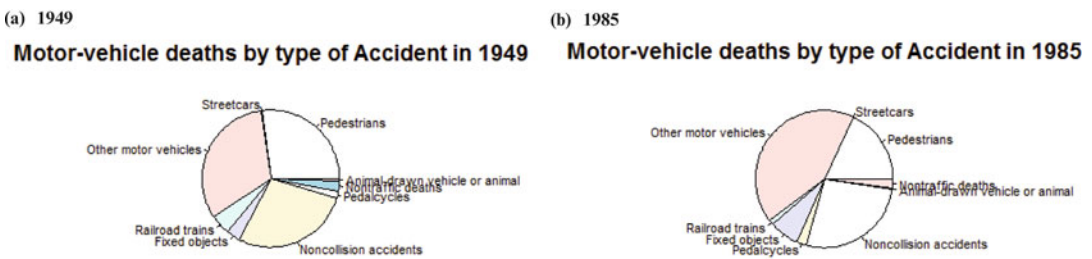 (a) 1949
Motor-vehicle deaths by type of Accident in 1949
Streetcars
Pedestrians
Other motor vehicles
Animal-drawn vehicle or animal
Nontraffic deaths
Pedalcycles
Railroad trains
Fixed objects
Noncollision accidents
(b) 1985
Motor-vehicle deaths by type of Accident in 1985
Streetcars
Other motor vehicles
Pedestrians
Nontraffic deaths
Animal-drawn vehicle or animal
Railroad trains
Fixed objects
Pedalcycles
Noncollision accidents